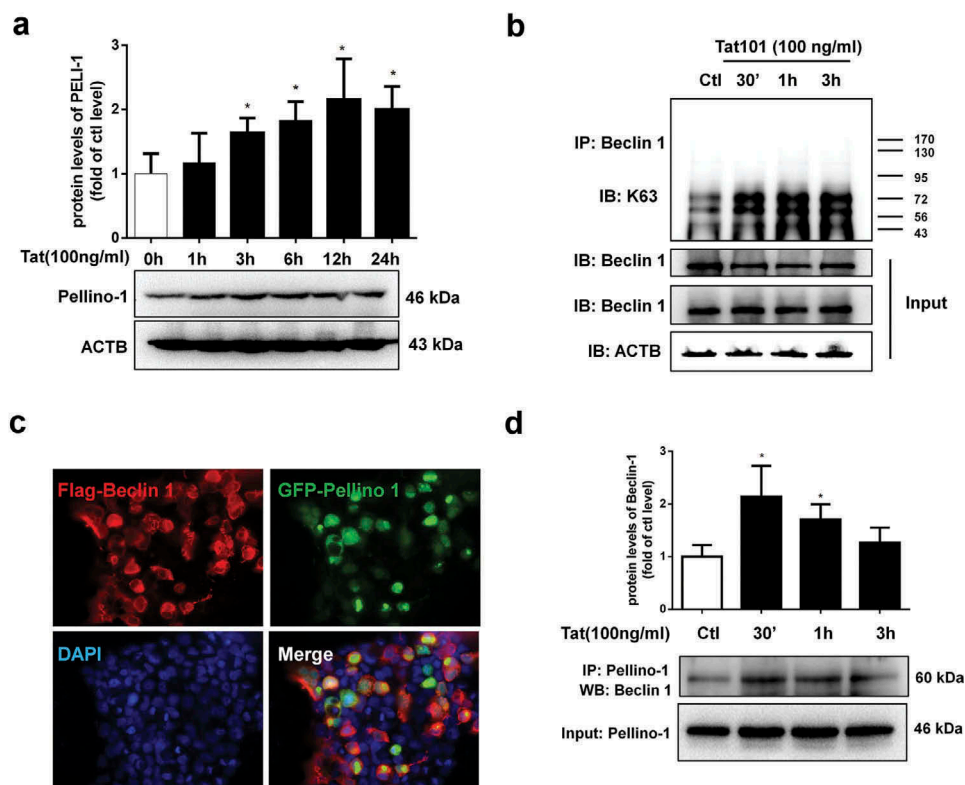 a
protein levels of PELI-1
(fold of ctl level)
3
2
1
0
* * * *
0h 1h 3h 6h 12h 24h
Tat(100ng/ml)
Pellino-1 46 kDa
ACTB 43 kDa
b
Tat101 (100 ng/ml)
Ctl 30' 1h 3h
IP: Beclin 1
IB: K63
170
130
95
72
56
43
IB: Beclin 1
IB: Beclin 1
IB: ACTB
Input
c
Flag-Beclin 1 GFP-Pellino 1
DAPI Merge
d
protein levels of Beclin-1
(fold of ctl level)
3
2
1
0
* *
Tat(100ng/ml) Ctl 30' 1h 3h
IP: Pellino-1
WB: Beclin 1
60 kDa
Input: Pellino-1 46 kDa